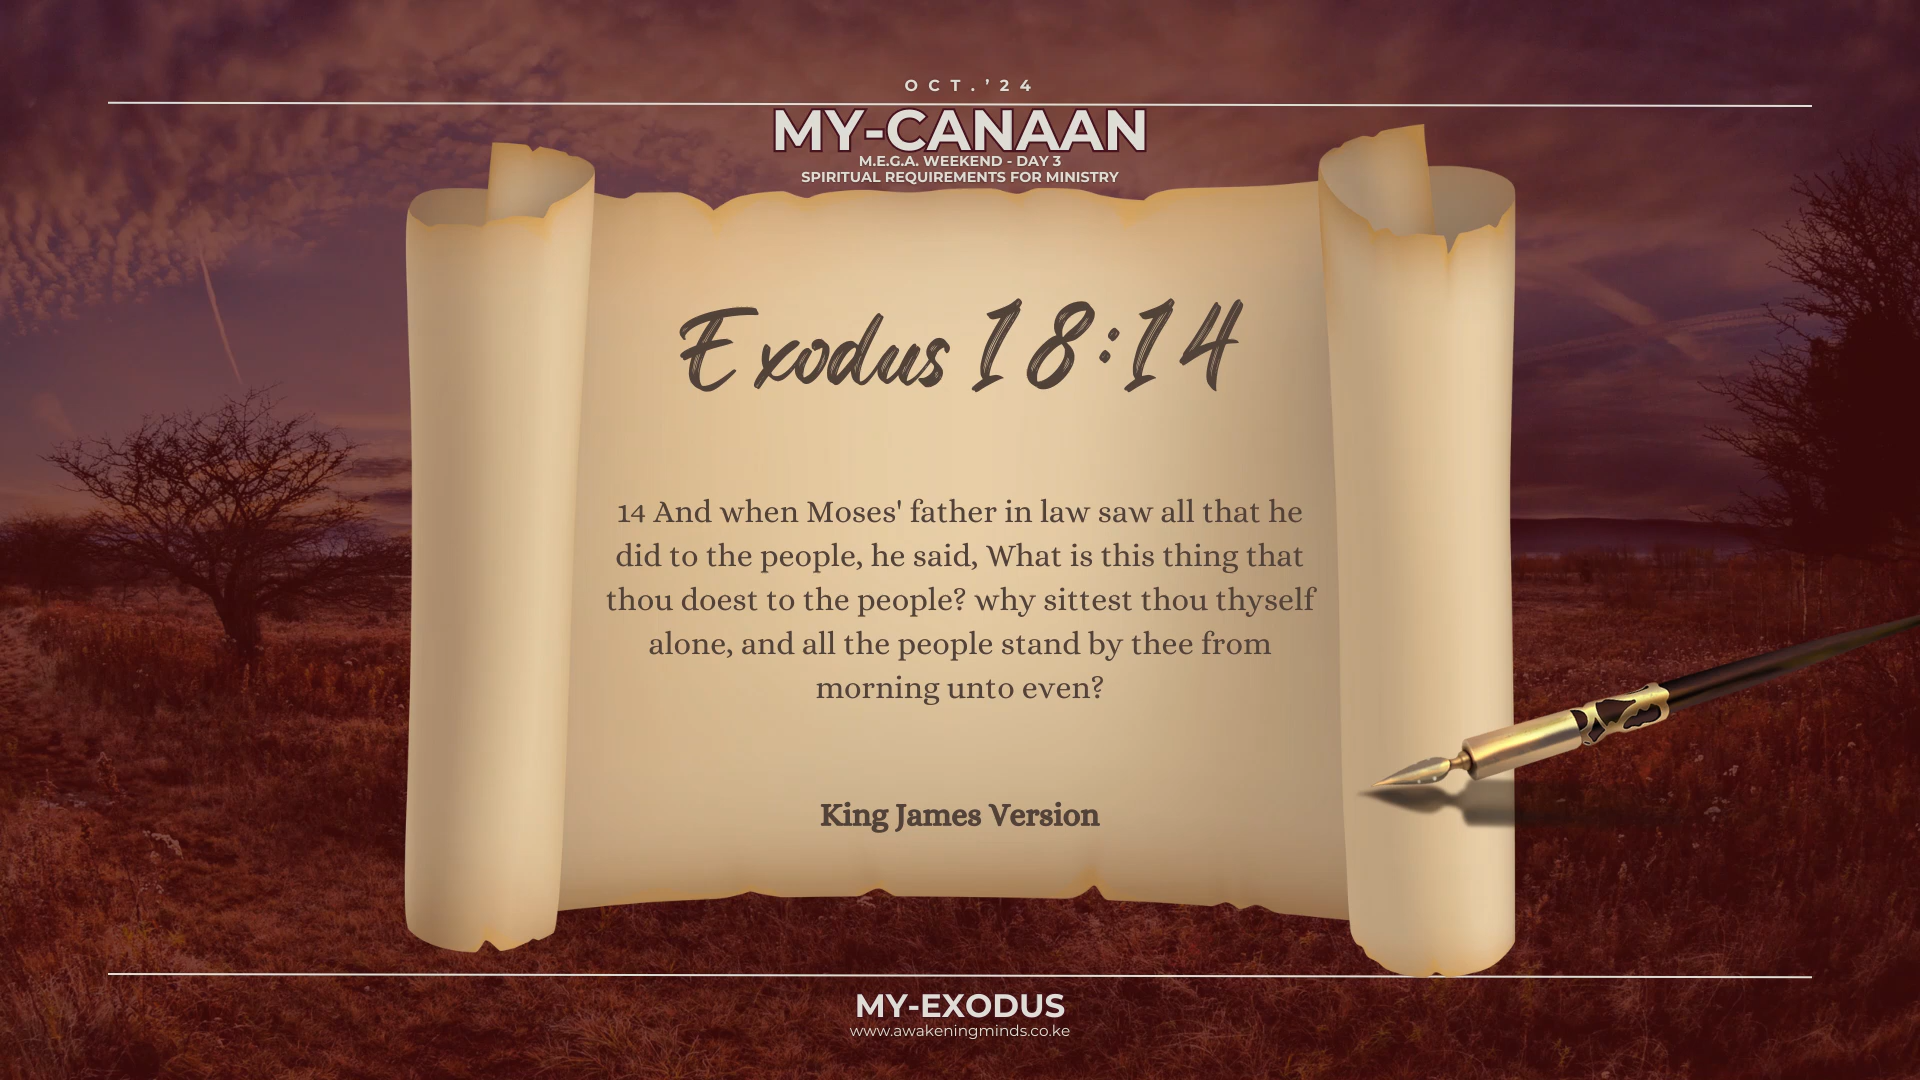 OCT.'24
MY-CANAAN
M.E.G.A. WEEKEND - DAY 3
SPIRITUAL REQUIREMENTS FOR MINISTRY
Exodus 18:14
14 And when Moses' father in law saw all that he
did to the people, he said, What is this thing that
thou doest to the people? why sittest thou thyself
alone, and all the people stand by thee from
morning unto even?
King James Version
MY-EXODUS
www.awakeningminds.co.ke